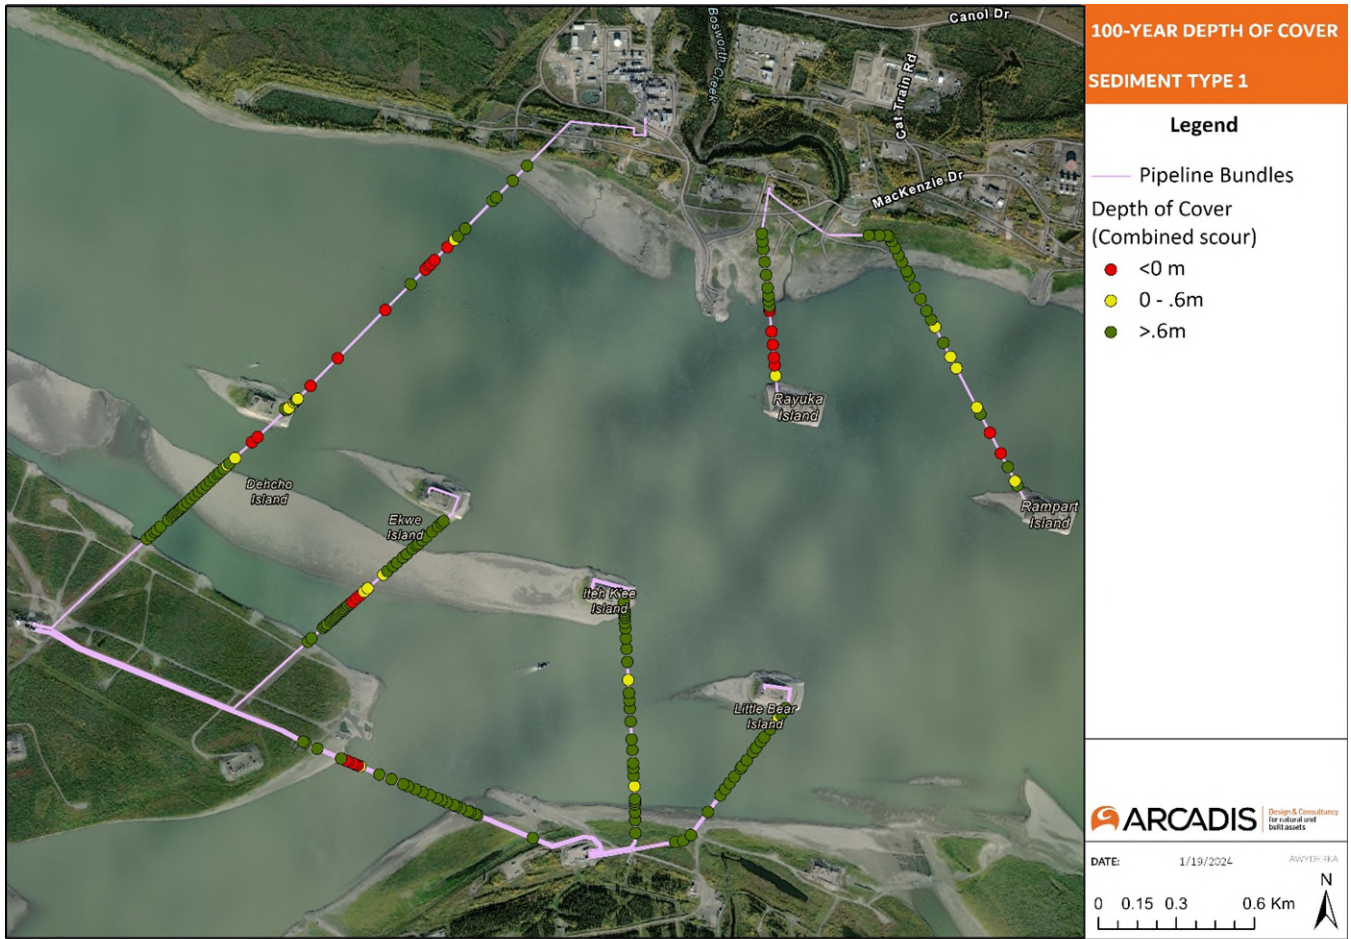 Canol Dr
Bosworth Creek
Cat-Train Rd
MacKenzie Dr
Rayuka
Island
Dehcho
Island
Ekwe
Island
Rampart
Island
Iteh K'ee
Island
Little Bear
Island
100-YEAR DEPTH OF COVER
SEDIMENT TYPE 1
Legend
Pipeline Bundles
Depth of Cover
(Combined scour)
<0 m
0 - .6m
>.6m
ARCADIS
Design & Consultancy
for natural and
built assets
DATE:
1/19/2024
N
0 0.15 0.3 0.6 Km